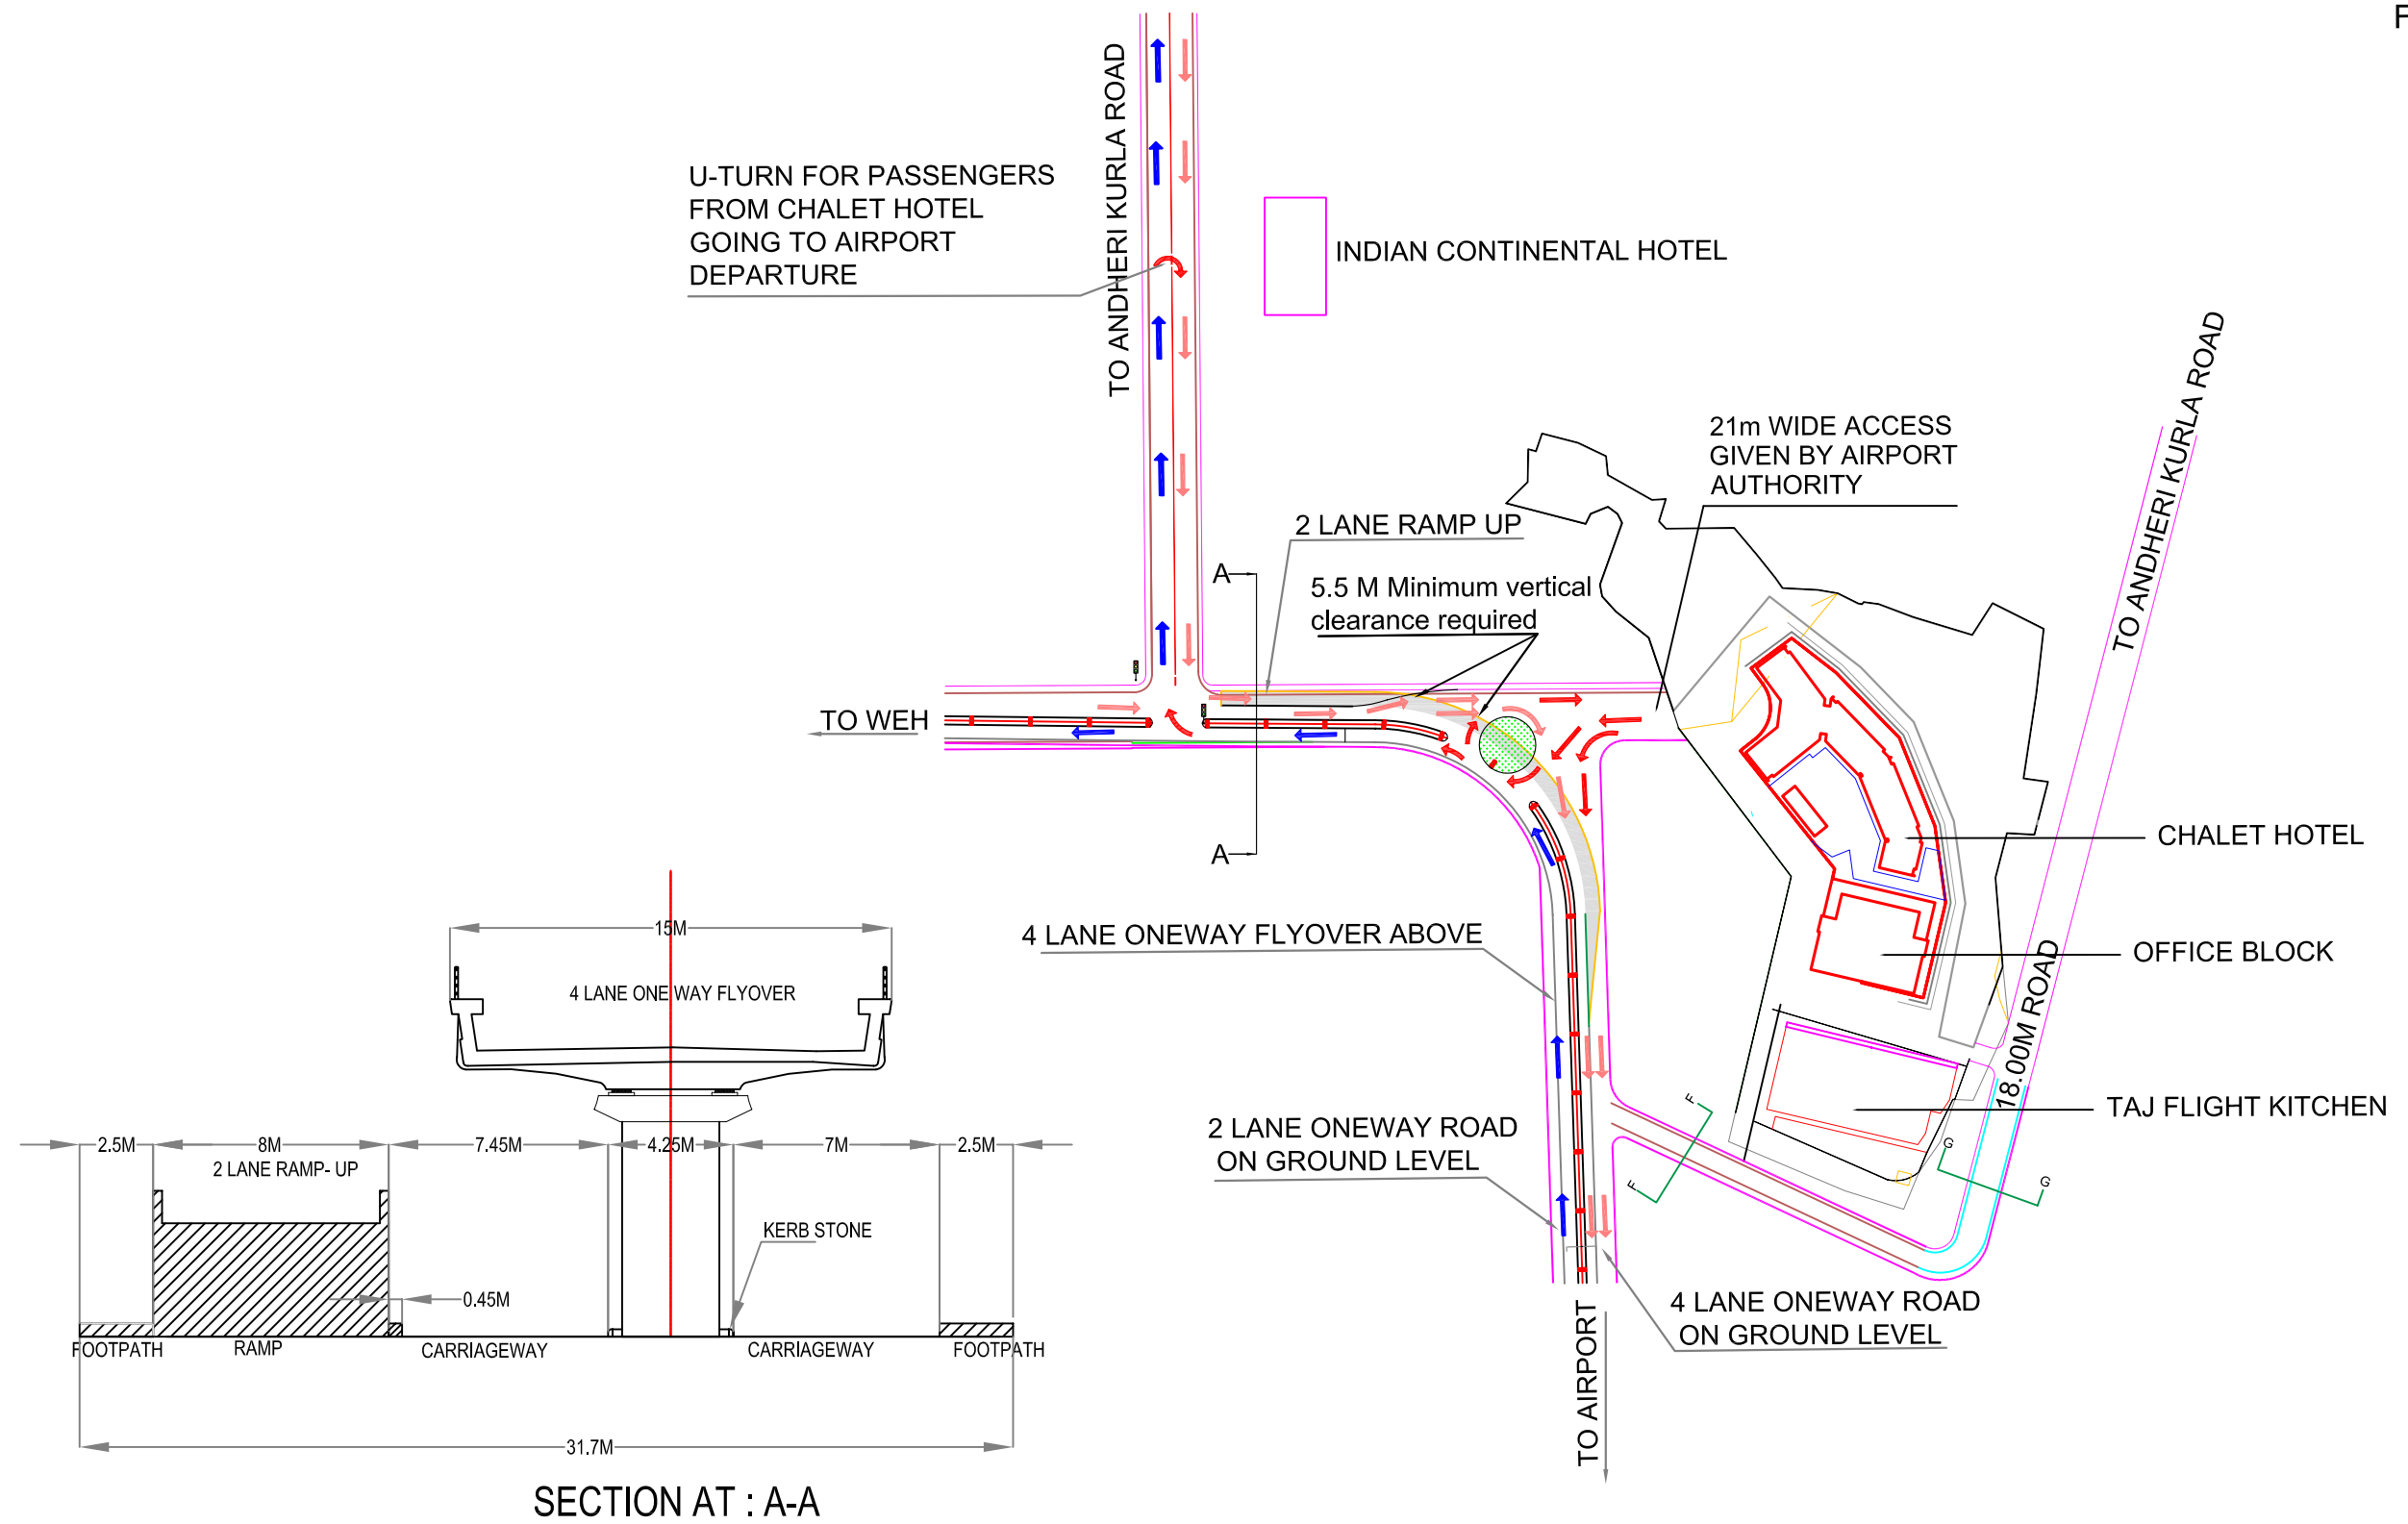 F
U-TURN FOR PASSENGERS
FROM CHALET HOTEL
GOING TO AIRPORT
DEPARTURE
TO ANDHERI KURLA ROAD
INDIAN CONTINENTAL HOTEL
21m WIDE ACCESS
GIVEN BY AIRPORT
AUTHORITY
TO ANDHERI KURLA ROAD
2 LANE RAMP UP
A
5.5 M Minimum vertical
clearance required
TO WEH
A
CHALET HOTEL
4 LANE ONEWAY FLYOVER ABOVE
OFFICE BLOCK
18.00M ROAD
TAJ FLIGHT KITCHEN
F
F
G
G
2 LANE ONEWAY ROAD
ON GROUND LEVEL
4 LANE ONEWAY ROAD
ON GROUND LEVEL
TO AIRPORT
15M
4 LANE ONE WAY FLYOVER
2.5M 8M 7.45M 4.25M 7M 2.5M
2 LANE RAMP- UP
KERB STONE
0.45M
FOOTPATH RAMP CARRIAGEWAY CARRIAGEWAY FOOTPATH
31.7M
SECTION AT : A-A